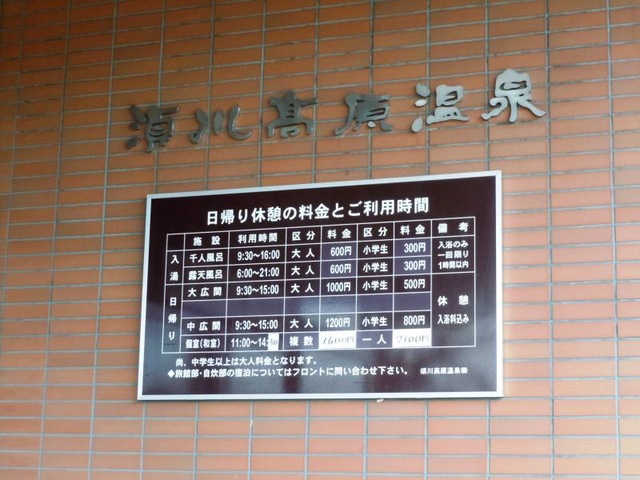 須川高原温泉
日帰り休憩の料金とご利用時間
施設 利用時間 区分 料金 区分 料金 備考
入湯 千人風呂 9:30〜16:00 大人 600円 小学生 300円 入浴のみ 一回限り 1時間以内
露天風呂 6:00〜21:00 大人 600円 小学生 300円
日帰り 大広間 9:30〜15:00 大人 1000円 小学生 500円 休憩 入浴料込み
中広間 9:30〜15:00 大人 1200円 小学生 800円
個室(和室) 11:00〜14:30 複数 1600円 一人 2100円
尚、中学生以上は大人料金となります。
◆旅館部・自炊部の宿泊についてはフロントに問い合わせ下さい。 須川高原温泉㈱